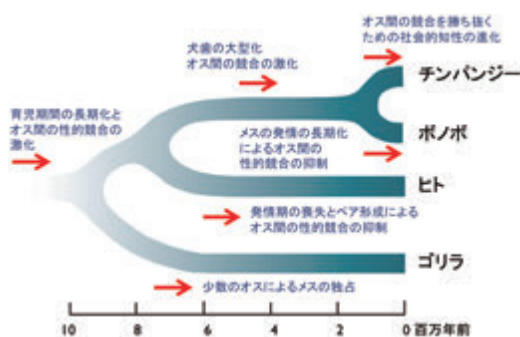 オス間の競合を勝ち抜く
ための社会的知性の進化
犬歯の大型化
オス間の競合の激化
チンパンジー
育児期間の長期化と
オス間の性的競合の
激化
メスの発情の長期化
によるオス間の
性的競合の抑制
ボノボ
ヒト
発情期の喪失とペア形成による
オス間の性的競合の抑制
ゴリラ
少数のオスによるメスの独占
10 8 6 4 2 0 百万年前